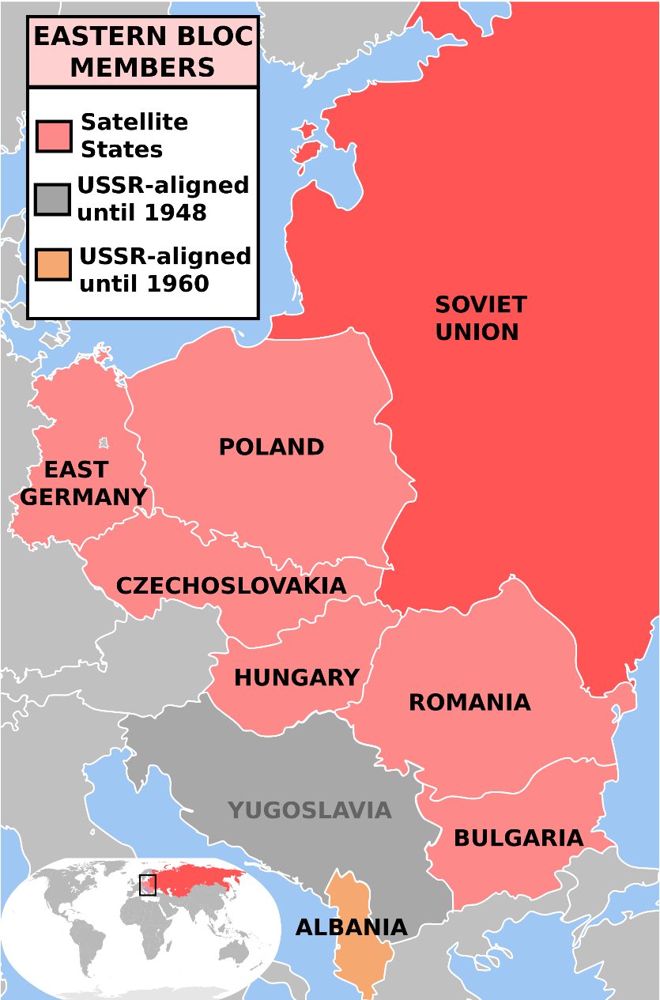 EASTERN BLOC
MEMBERS
Satellite
States
USSR-aligned
until 1948
USSR-aligned
until 1960
SOVIET
UNION
POLAND
EAST
GERMANY
CZECHOSLOVAKIA
HUNGARY
ROMANIA
YUGOSLAVIA
BULGARIA
ALBANIA